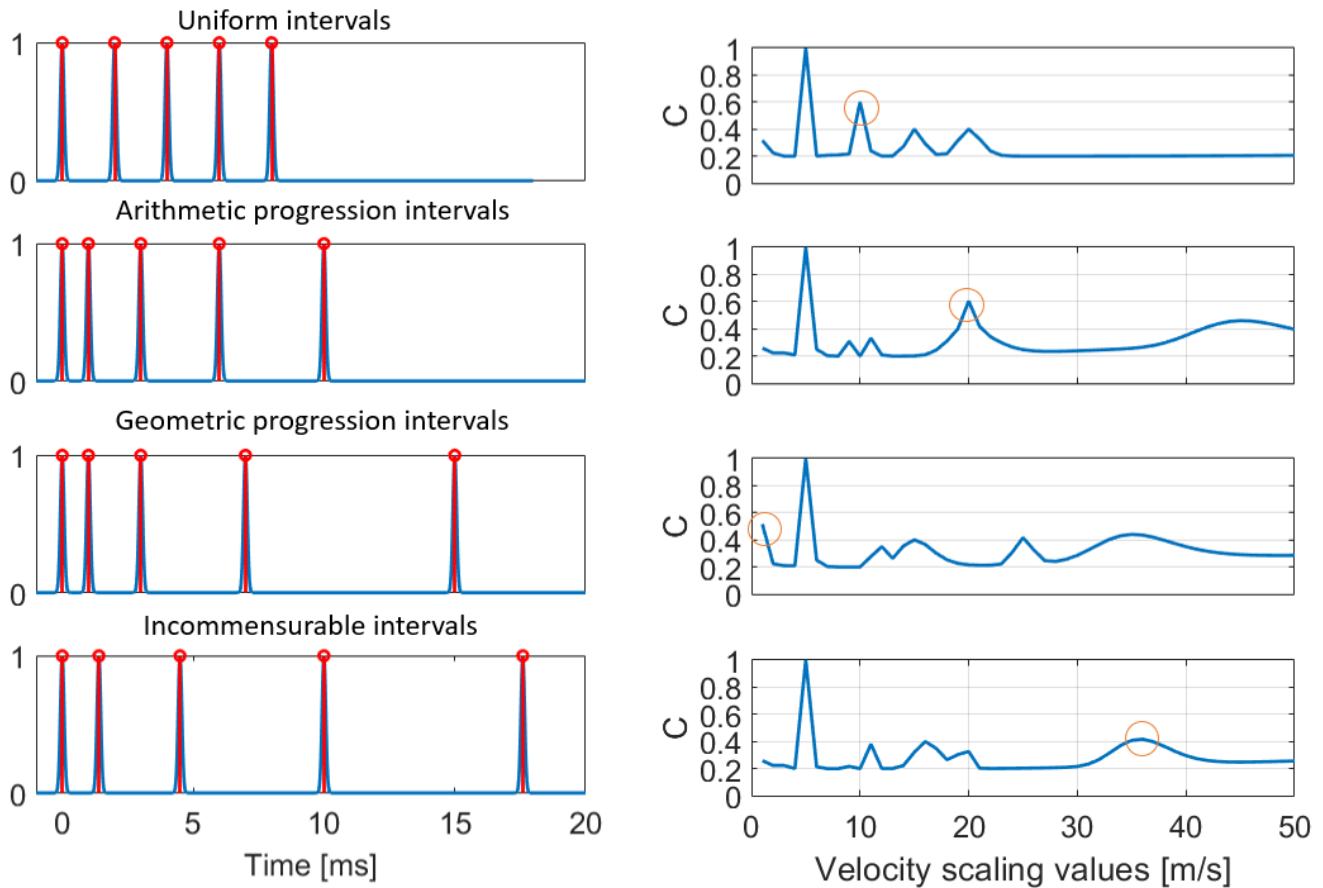 Uniform intervals
1
0
C
1
0.8
0.6
0.4
0.2
0
Arithmetic progression intervals
1
0
C
1
0.8
0.6
0.4
0.2
0
Geometric progression intervals
1
0
C
1
0.8
0.6
0.4
0.2
0
Incommensurable intervals
1
0
0 5 10 15 20
Time [ms]
C
1
0.8
0.6
0.4
0.2
0
0 10 20 30 40 50
Velocity scaling values [m/s]